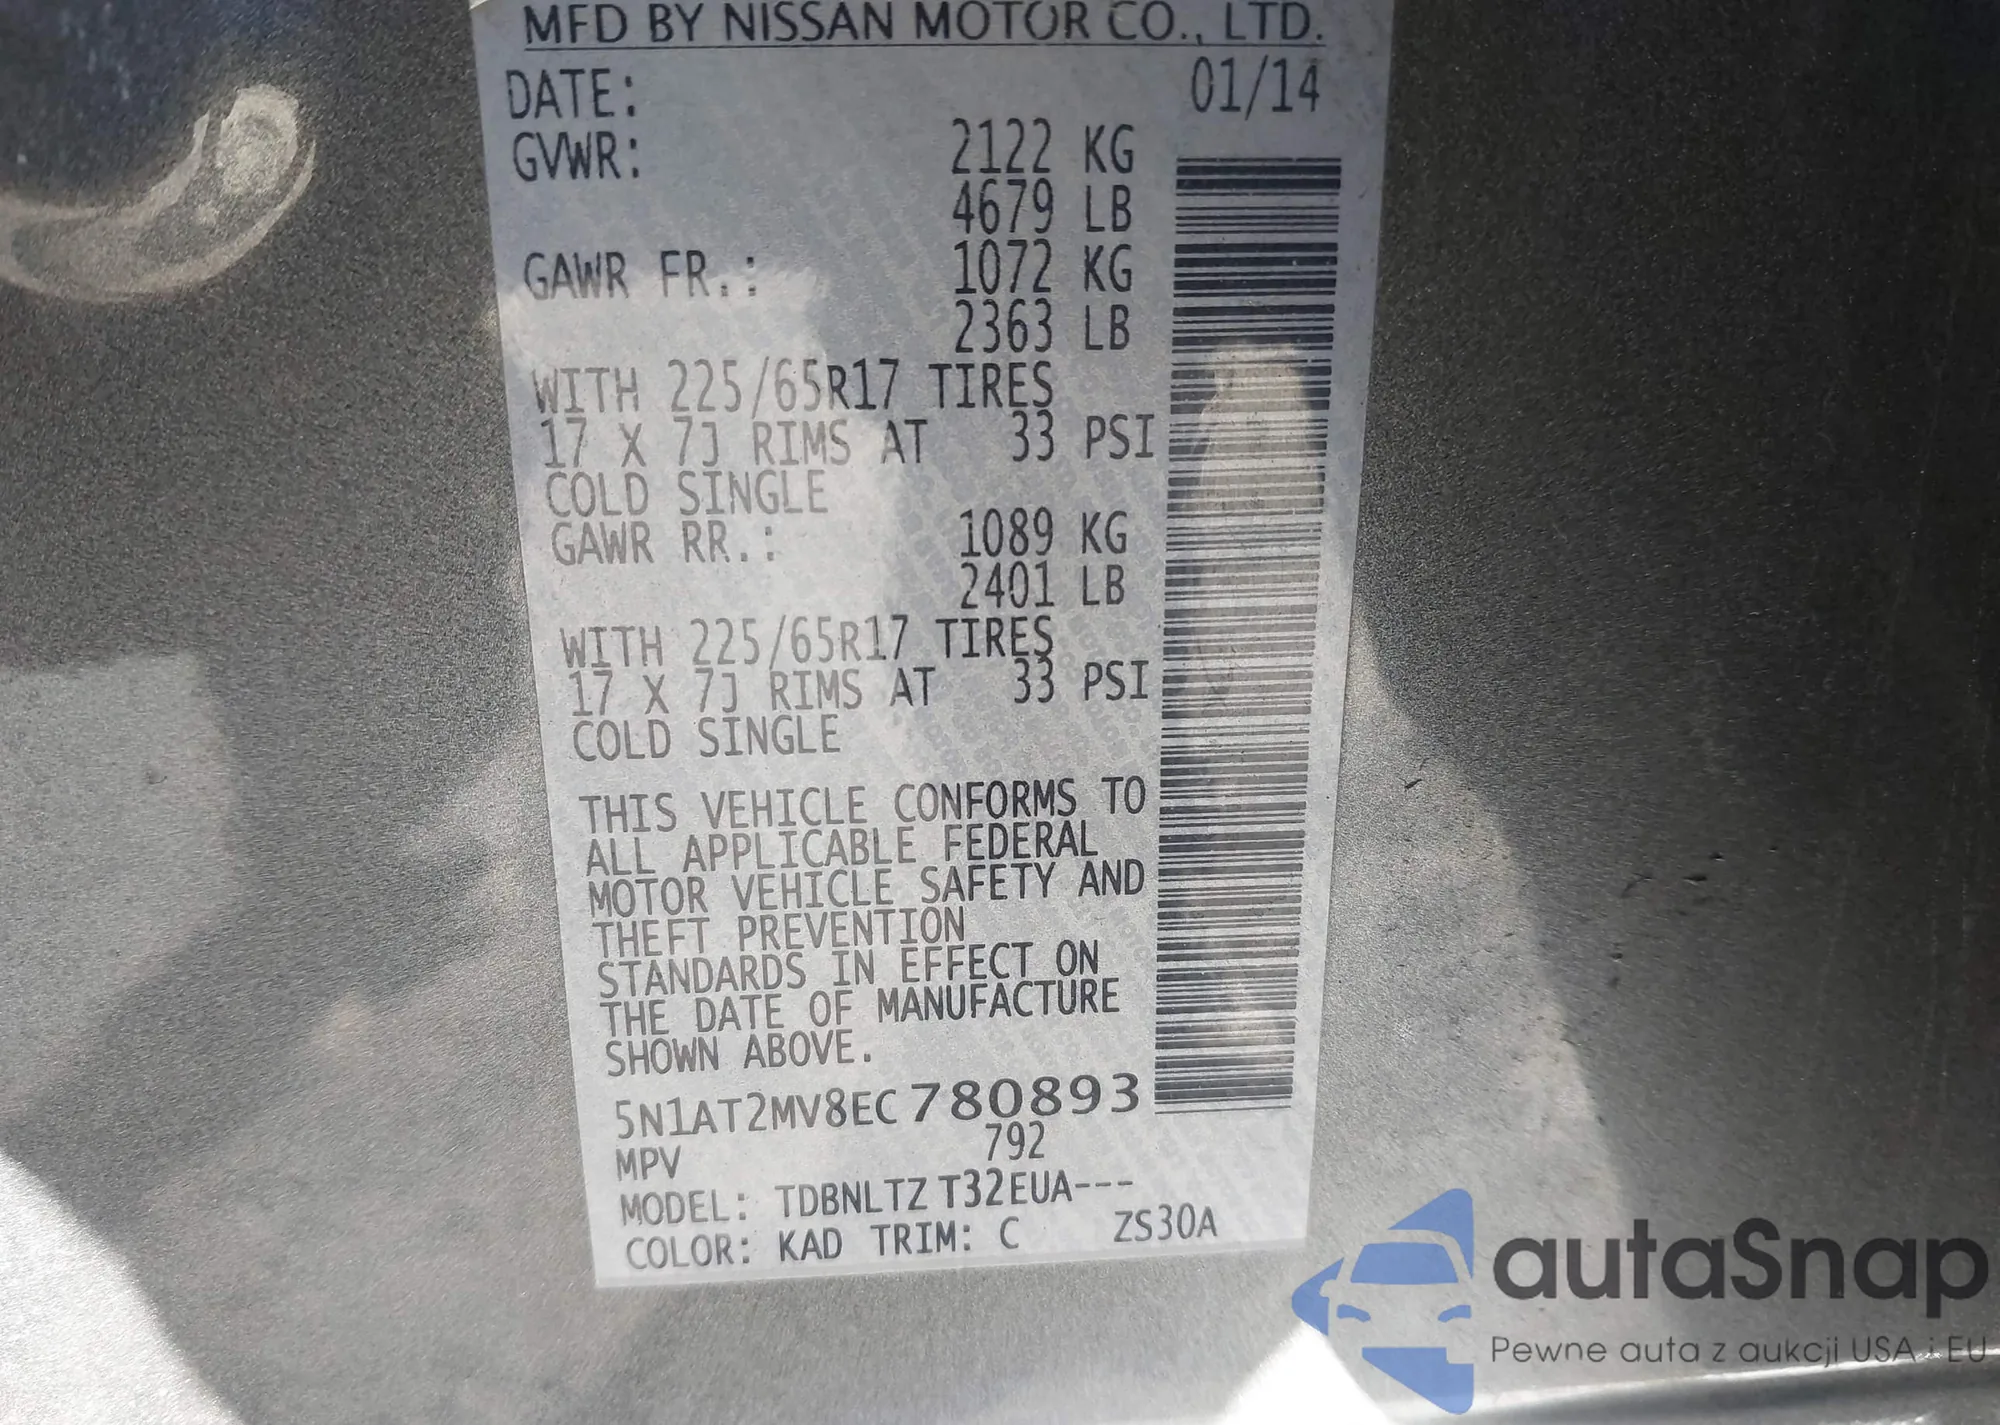 MFD BY NISSAN MOTOR CO., LTD.
DATE: 01/14
GVWR: 2122 KG
4679 LB
GAWR FR.: 1072 KG
2363 LB
WITH 225/65R17 TIRES
17 X 7J RIMS AT 33 PSI
COLD SINGLE
GAWR RR.: 1089 KG
2401 LB
WITH 225/65R17 TIRES
17 X 7J RIMS AT 33 PSI
COLD SINGLE
THIS VEHICLE CONFORMS TO
ALL APPLICABLE FEDERAL
MOTOR VEHICLE SAFETY AND
THEFT PREVENTION
STANDARDS IN EFFECT ON
THE DATE OF MANUFACTURE
SHOWN ABOVE.
5N1AT2MV8EC780893
MPV 792
MODEL: TDBNLTZ T32EUA---
COLOR: KAD TRIM: C ZS30A
autaSnap
Pewne auta z aukcji USA i EU